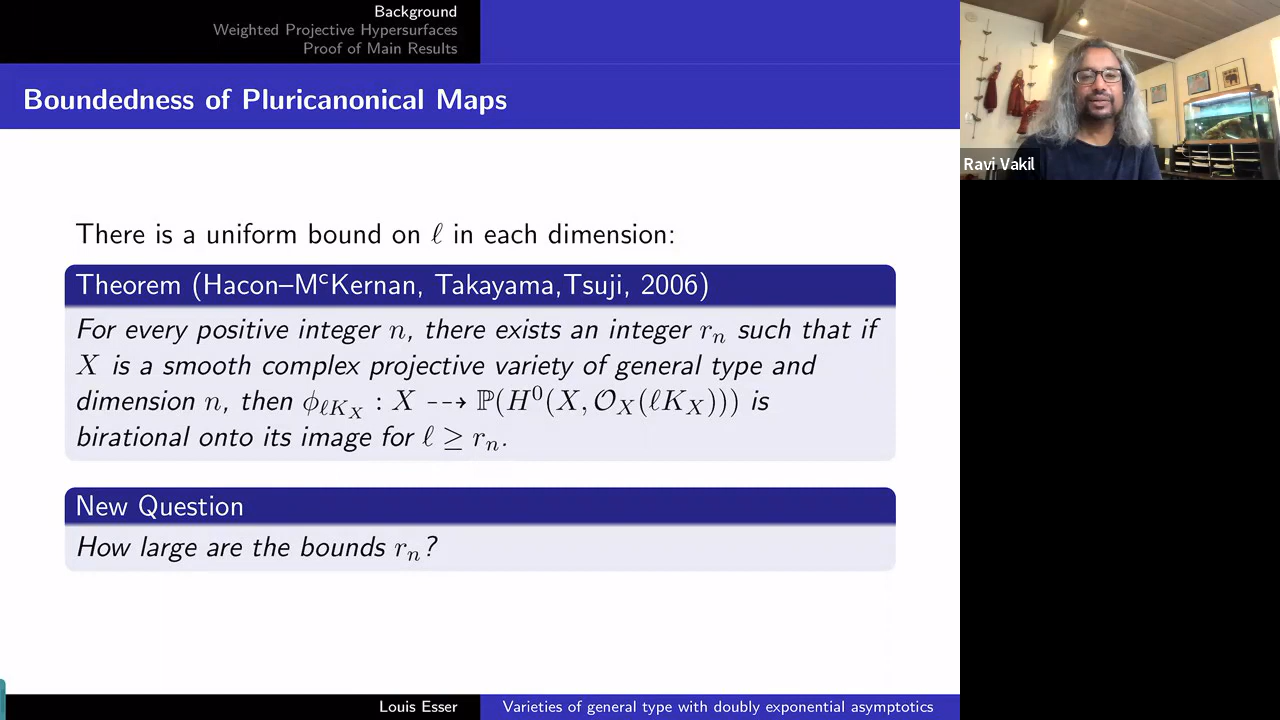 Background
Weighted Projective Hypersurfaces
Proof of Main Results
Boundedness of Pluricanonical Maps
Ravi Vakil
There is a uniform bound on ℓ in each dimension:
Theorem (Hacon–MᶜKernan, Takayama,Tsuji, 2006)
For every positive integer n, there exists an integer rₙ such that if
X is a smooth complex projective variety of general type and
dimension n, then ϕ_{ℓK_X} : X ⇢ ℙ(H⁰(X, 𝒪_X(ℓK_X))) is
birational onto its image for ℓ ≥ rₙ.
New Question
How large are the bounds rₙ?
Louis Esser
Varieties of general type with doubly exponential asymptotics